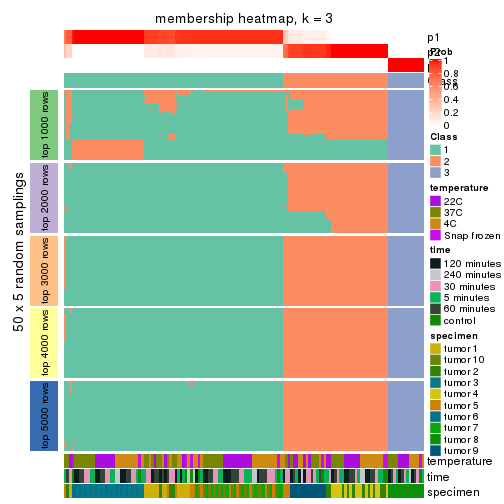 membership heatmap, k = 3
p1
p2
Prob
1
0.8
0.6
0.4
0.2
0
Class
50 x 5 random samplings
top 1000 rows
top 2000 rows
top 3000 rows
top 4000 rows
top 5000 rows
Class
1
2
3
temperature
22C
37C
4C
Snap frozen
time
120 minutes
240 minutes
30 minutes
5 minutes
60 minutes
control
specimen
tumor 1
tumor 10
tumor 2
tumor 3
tumor 4
tumor 5
tumor 6
tumor 7
tumor 8
tumor 9
temperature
time
specimen